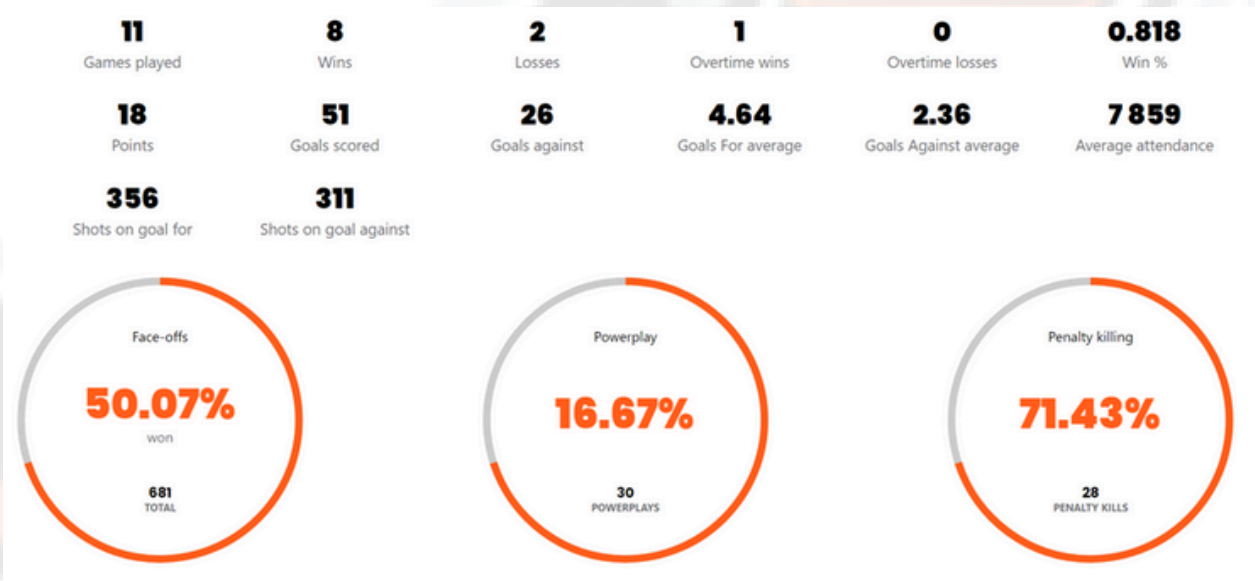 11 8 2 1 0 0.818
Games played Wins Losses Overtime wins Overtime losses Win %
18 51 26 4.64 2.36 7 859
Points Goals scored Goals against Goals For average Goals Against average Average attendance
356 311
Shots on goal for Shots on goal against
Face-offs Powerplay Penalty killing
50.07% 16.67% 71.43%
won
681 30 28
TOTAL POWERPLAYS PENALTY KILLS